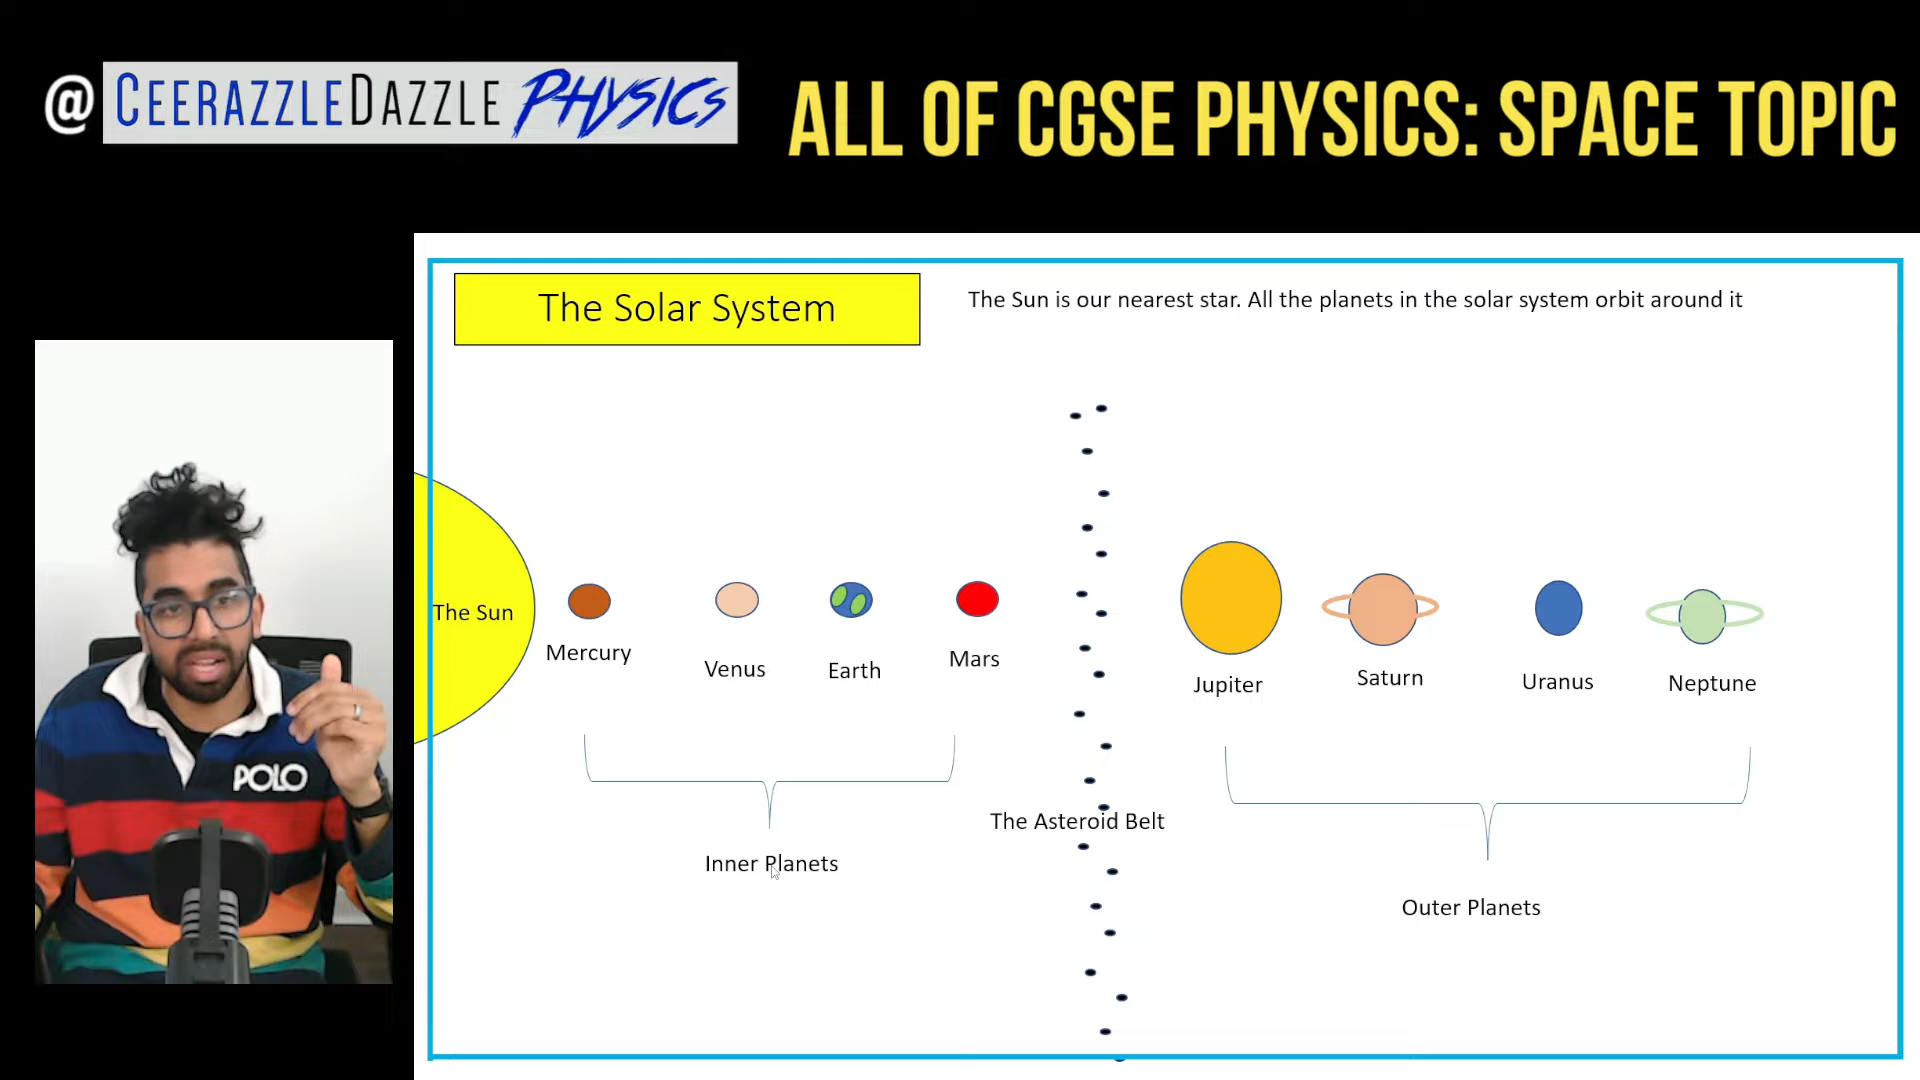 @ CEERAZZLEDAZZLE PHYSICS
ALL OF CGSE PHYSICS: SPACE TOPIC
The Solar System
The Sun is our nearest star. All the planets in the solar system orbit around it
The Sun
Mercury
Venus
Earth
Mars
Jupiter
Saturn
Uranus
Neptune
POLO
The Asteroid Belt
Inner Planets
Outer Planets